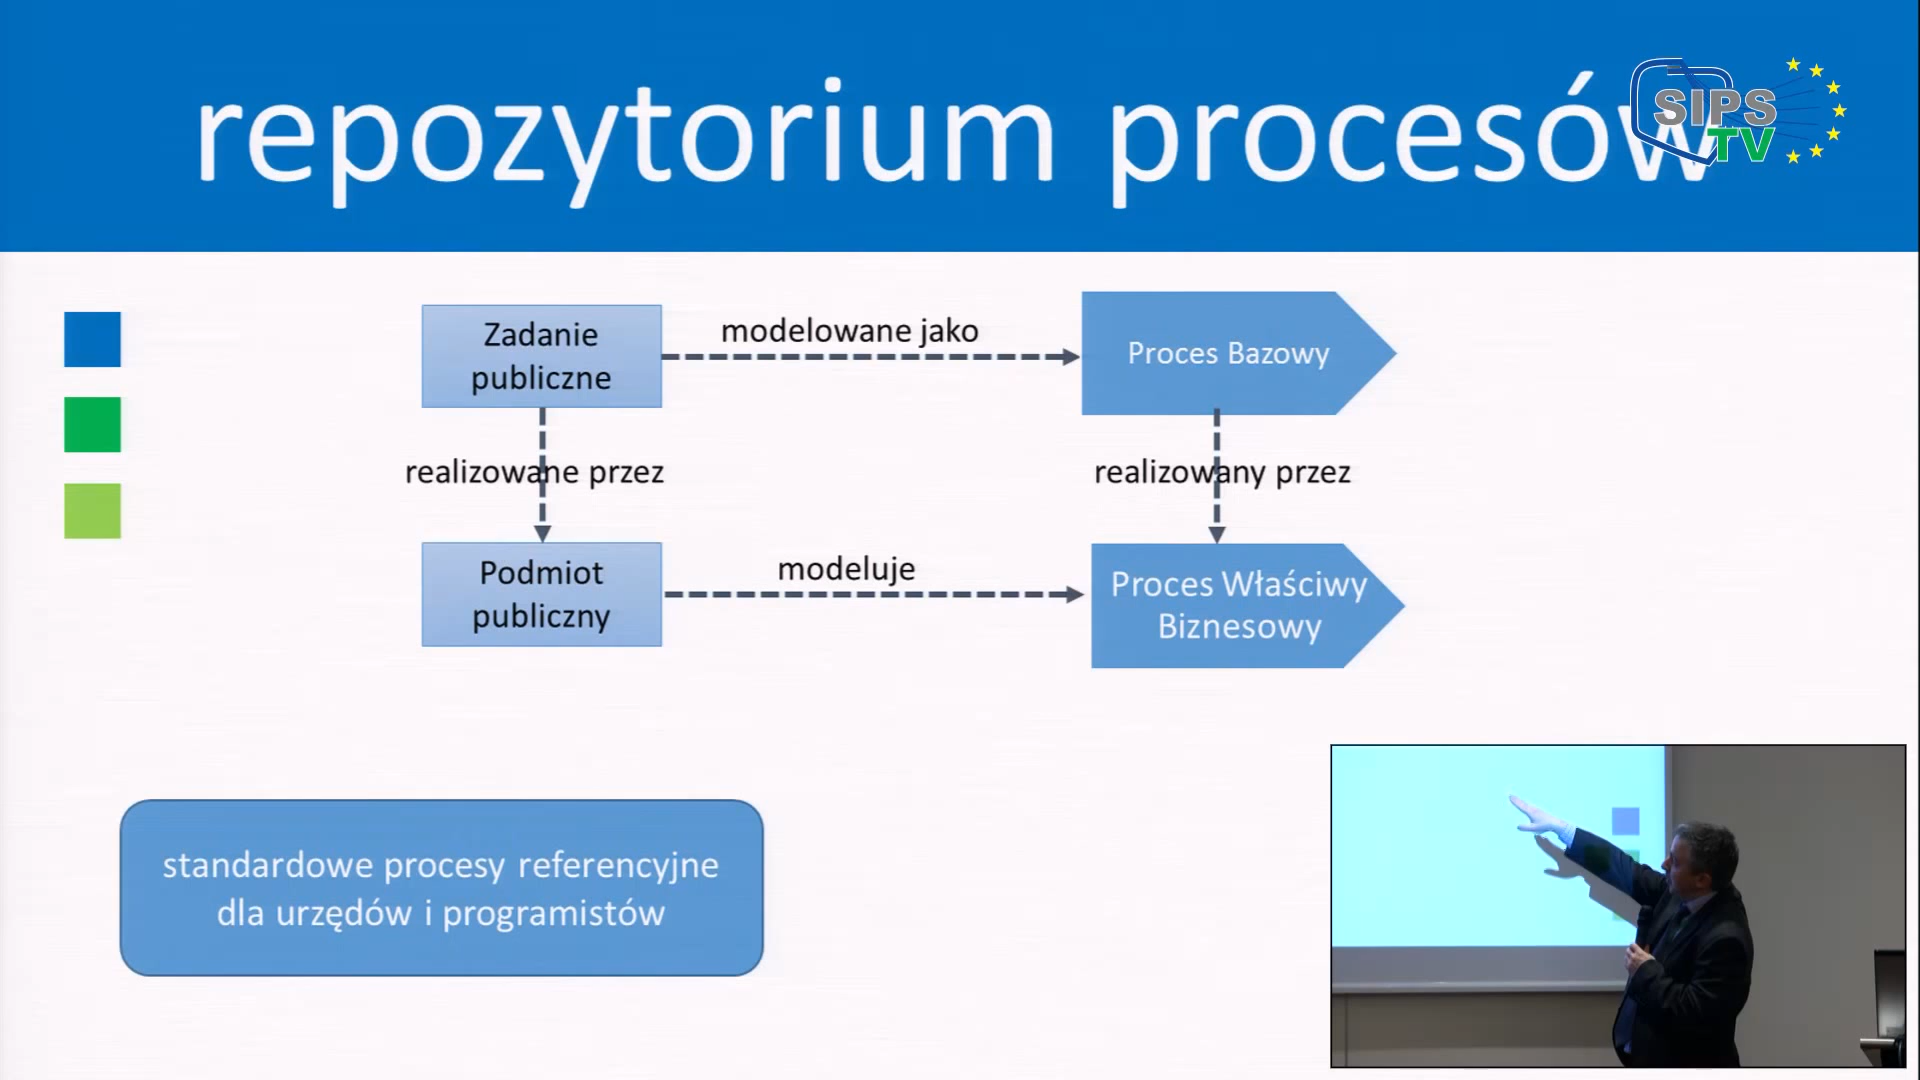 repozytorium procesów
SIPS
TV
Zadanie
publiczne
modelowane jako
Proces Bazowy
realizowane przez
realizowany przez
Podmiot
publiczny
modeluje
Proces Właściwy
Biznesowy
standardowe procesy referencyjne
dla urzędów i programistów